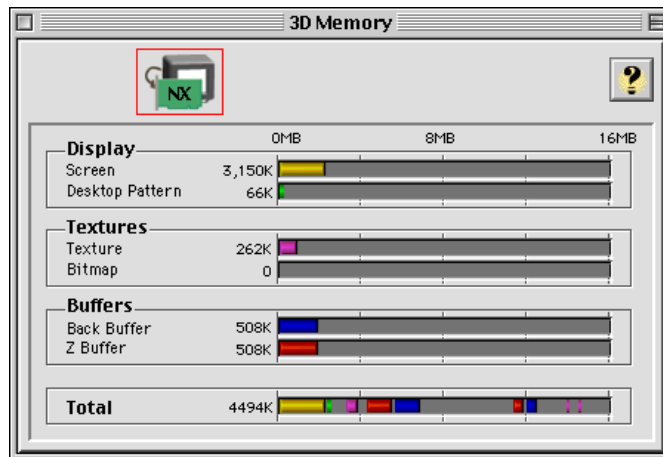 3D Memory
NX
?
0MB 8MB 16MB
Display
Screen 3,150K
Desktop Pattern 66K
Textures
Texture 262K
Bitmap 0
Buffers
Back Buffer 508K
Z Buffer 508K
Total 4494K